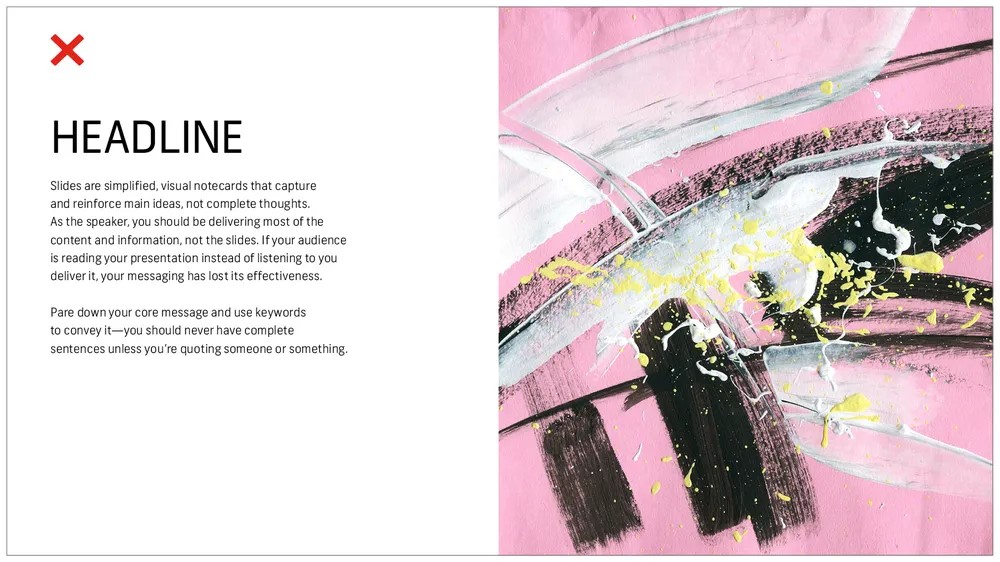 HEADLINE
Slides are simplified, visual notecards that capture
and reinforce main ideas, not complete thoughts.
As the speaker, you should be delivering most of the
content and information, not the slides. If your audience
is reading your presentation instead of listening to you
deliver it, your messaging has lost its effectiveness.
Pare down your core message and use keywords
to convey it—you should never have complete
sentences unless you’re quoting someone or something.